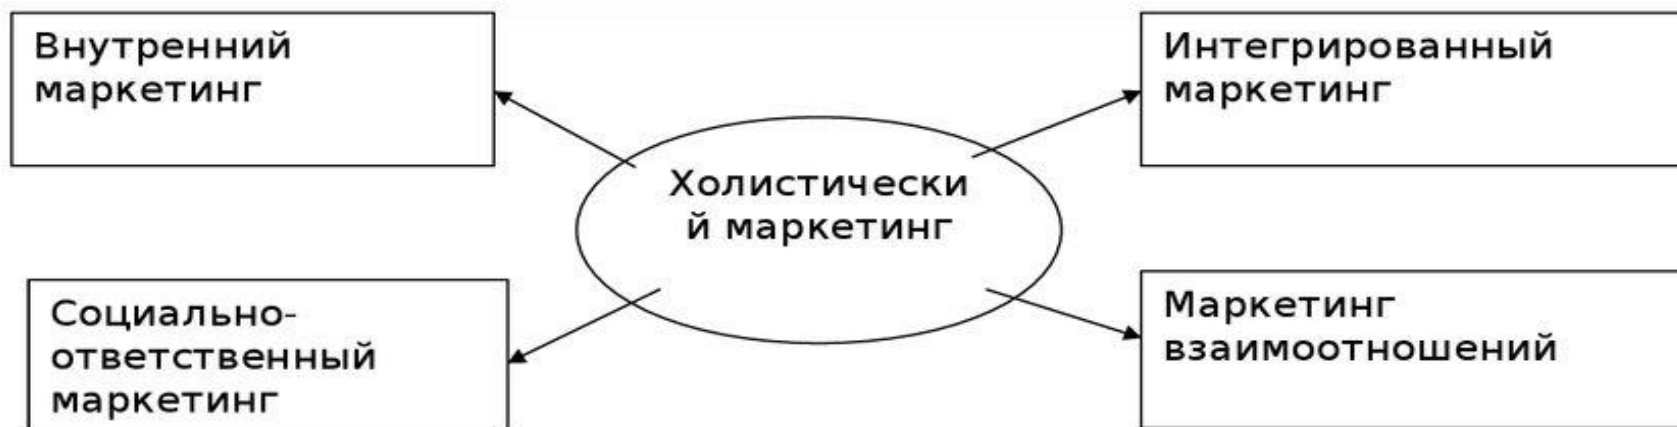 Внутренний
маркетинг
Интегрированный
маркетинг
Холистически
й маркетинг
Социально-
ответственный
маркетинг
Маркетинг
взаимоотношений